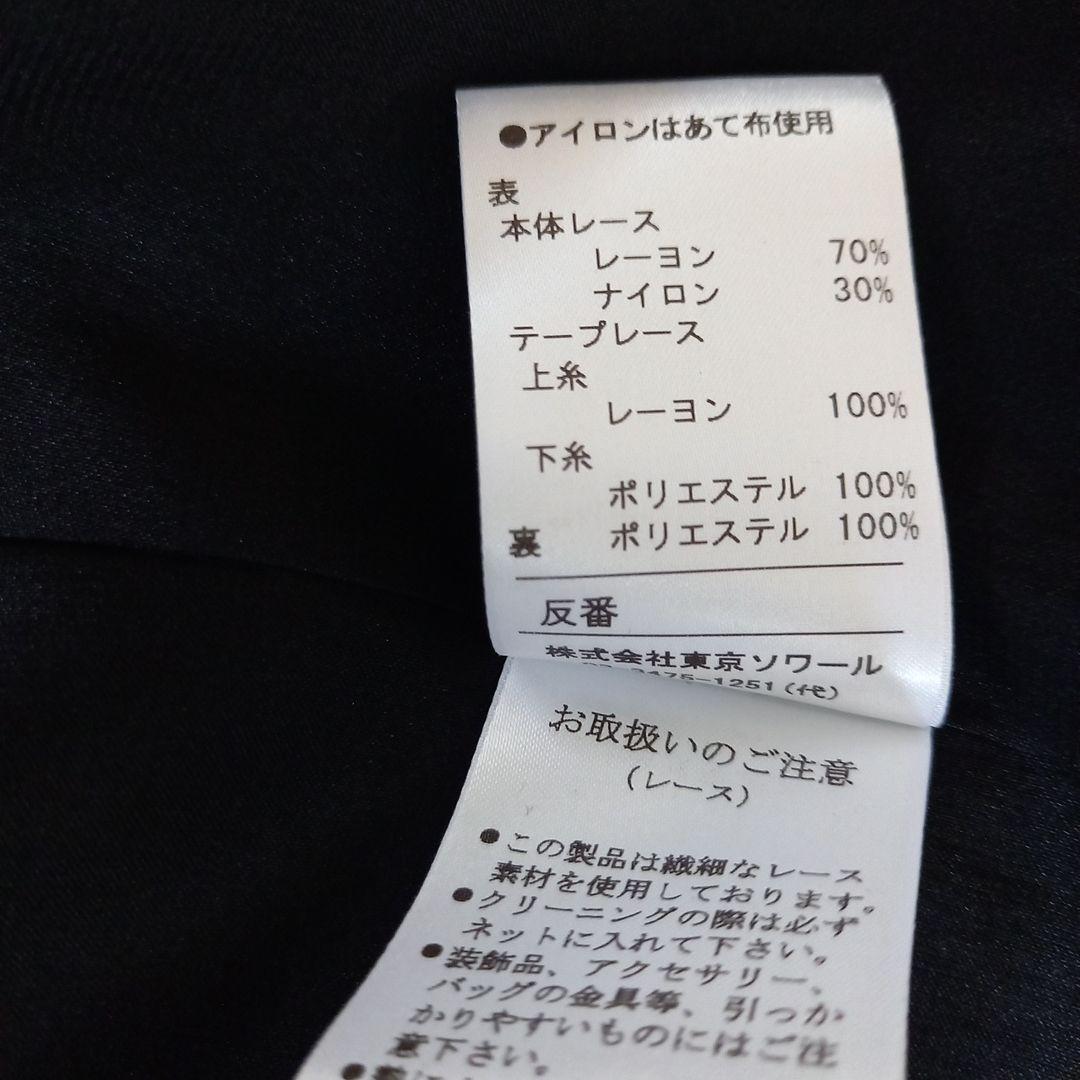 ●アイロンはあて布使用
表
本体レース
レーヨン 70%
ナイロン 30%
テープレース
上糸
レーヨン 100%
下糸
ポリエステル 100%
裏 ポリエステル 100%
反番
株式会社東京ソワール
3475-1251(代)
お取扱いのご注意
(レース)
●この製品は繊細なレース
素材を使用しております。
●クリーニングの際は必ず
ネットに入れて下さい。
●装飾品、アクセサリー、
バッグの金具等、引っか
かりやすいものにはご注
意下さい。